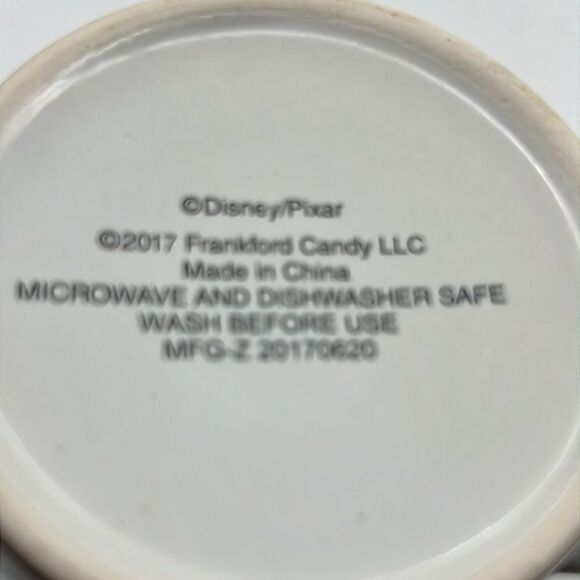 ©Disney/Pixar
©2017 Frankford Candy LLC
Made in China
MICROWAVE AND DISHWASHER SAFE
WASH BEFORE USE
MFG-Z 20170620